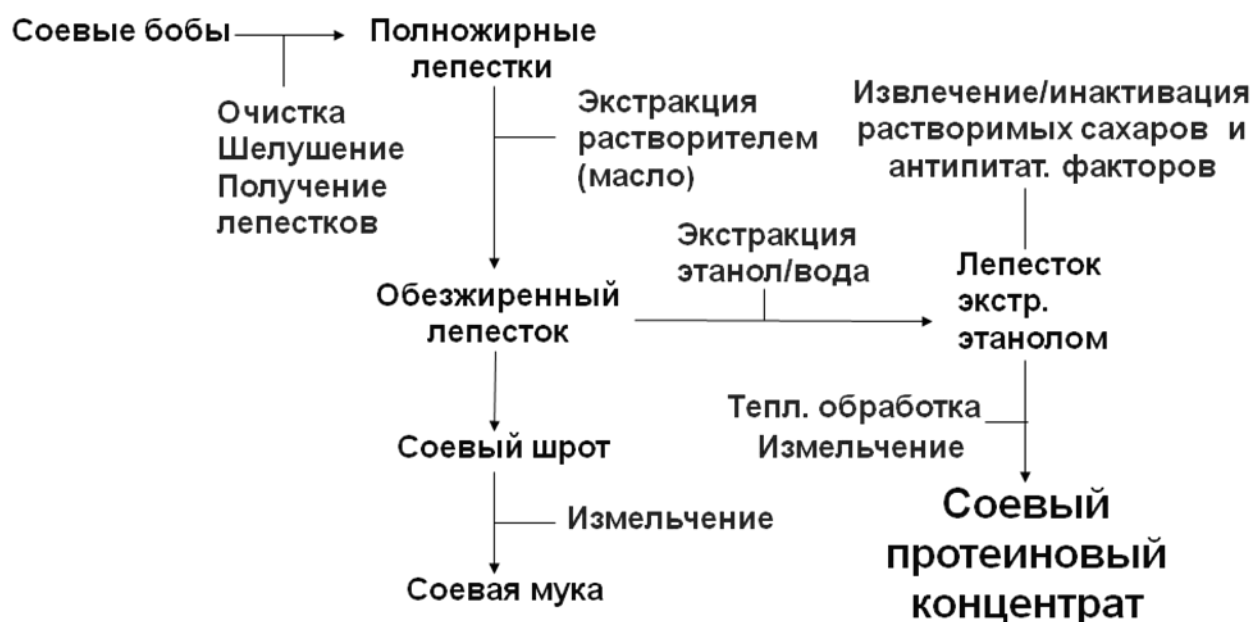 Соевые бобы
Полножирные
лепестки
Очистка
Шелушение
Получение
лепестков
Экстракция
растворителем
(масло)
Извлечение/инактивация
растворимых сахаров и
антипитат. факторов
Экстракция
этанол/вода
Обезжиренный
лепесток
Лепесток
экстр.
этанолом
Соевый шрот
Тепл. обработка
Измельчение
Измельчение
Соевая мука
Соевый
протеиновый
концентрат